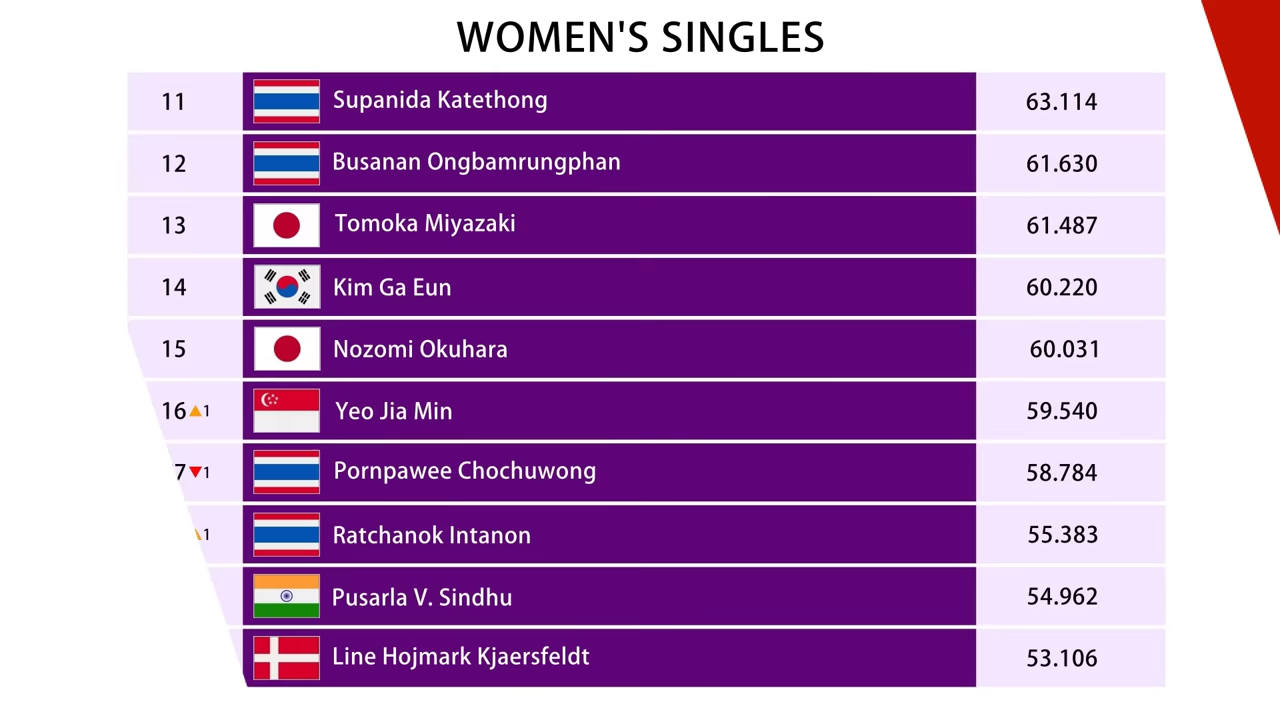 WOMEN'S SINGLES
11 Supanida Katethong 63.114
12 Busanan Ongbamrungphan 61.630
13 Tomoka Miyazaki 61.487
14 Kim Ga Eun 60.220
15 Nozomi Okuhara 60.031
16 ▲1 Yeo Jia Min 59.540
7 ▼1 Pornpawee Chochuwong 58.784
▲1 Ratchanok Intanon 55.383
Pusarla V. Sindhu 54.962
Line Hojmark Kjaersfeldt 53.106